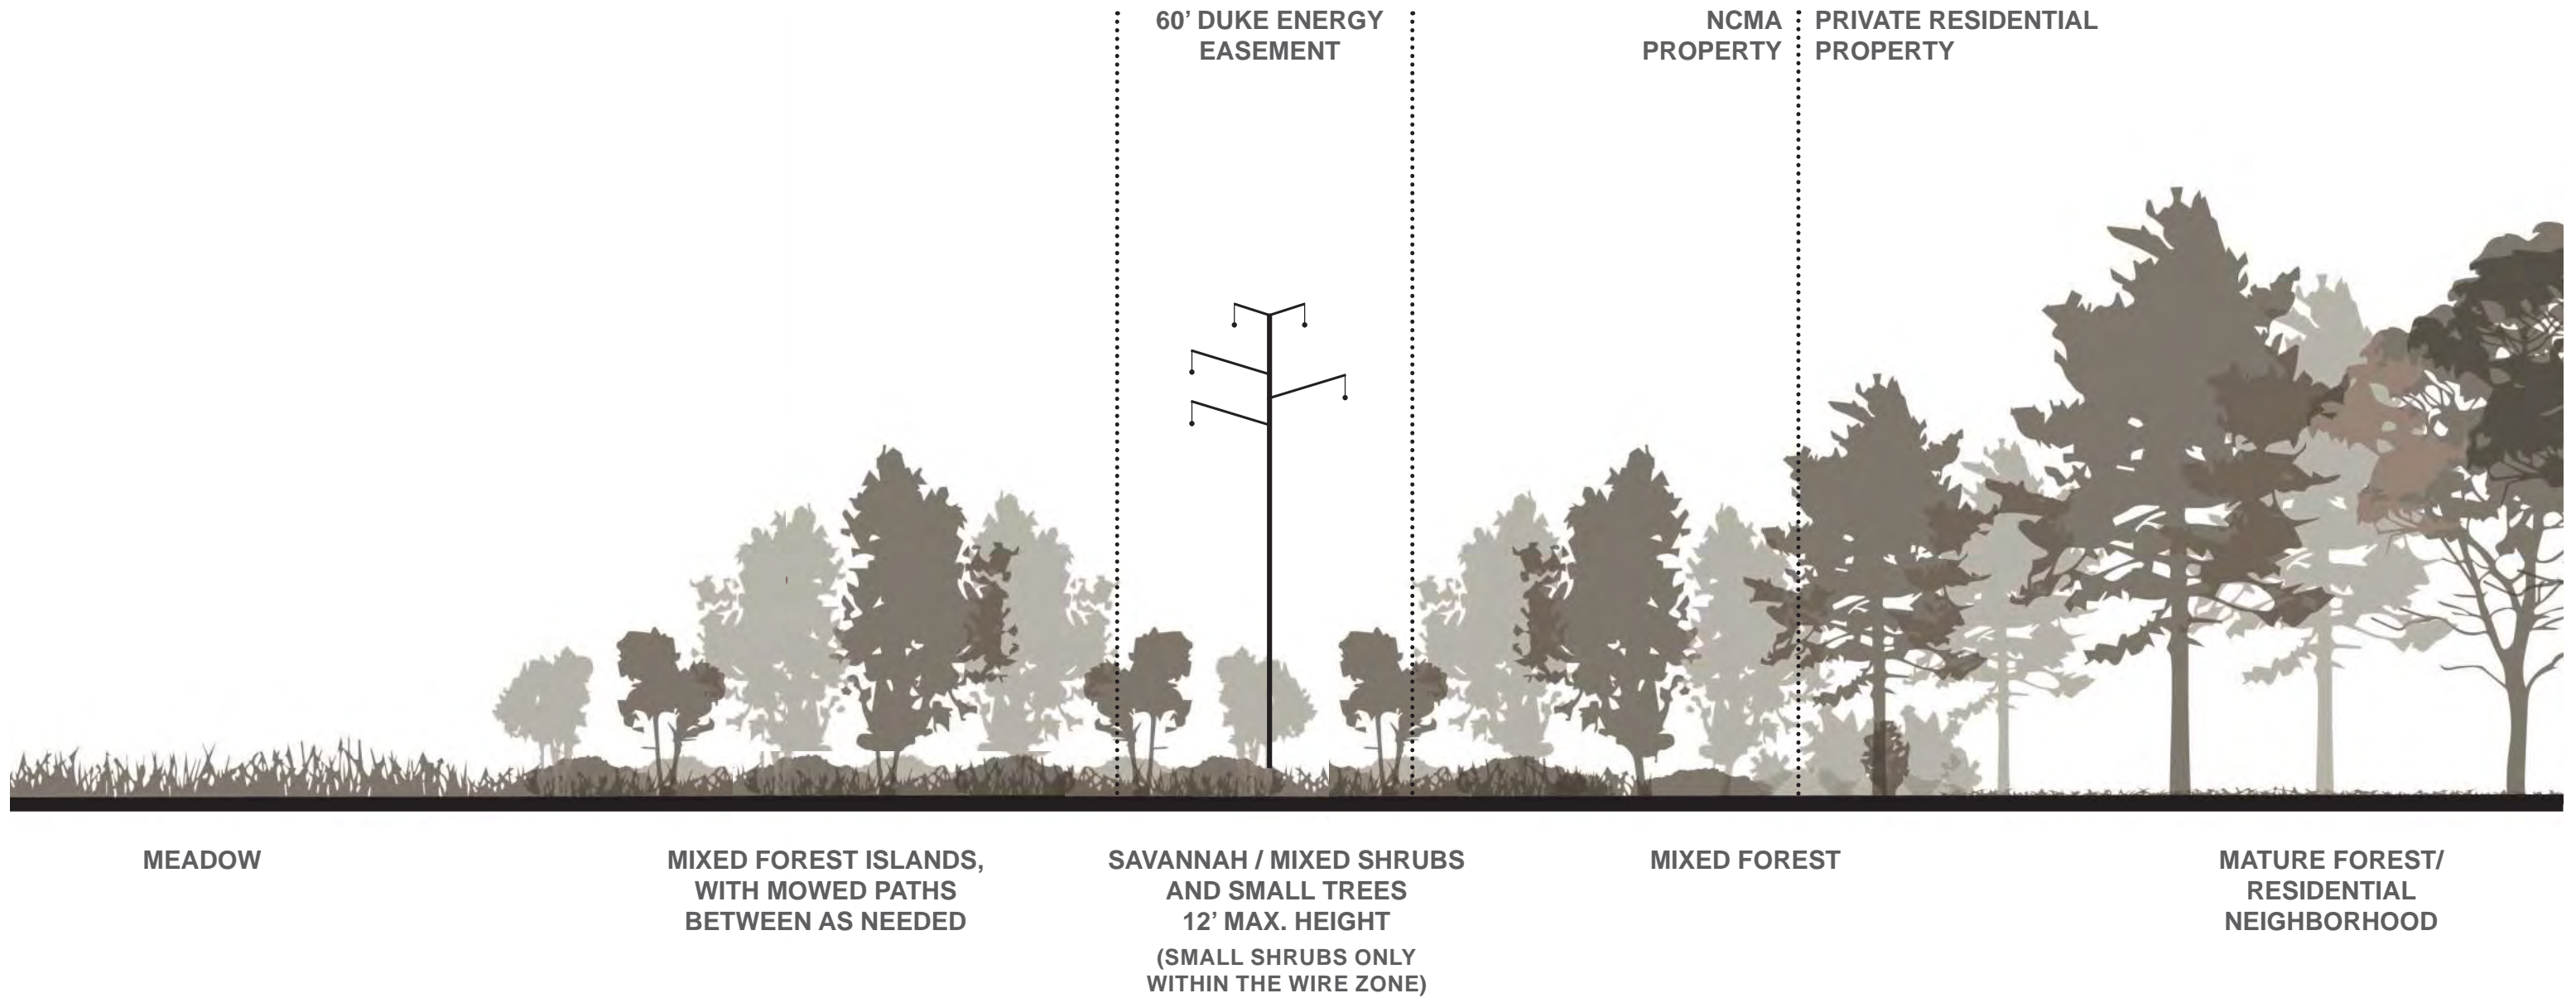 60’ DUKE ENERGY
EASEMENT
NCMA
PROPERTY
PRIVATE RESIDENTIAL
PROPERTY
MEADOW
MIXED FOREST ISLANDS,
WITH MOWED PATHS
BETWEEN AS NEEDED
SAVANNAH / MIXED SHRUBS
AND SMALL TREES
12’ MAX. HEIGHT
(SMALL SHRUBS ONLY
WITHIN THE WIRE ZONE)
MIXED FOREST
MATURE FOREST/
RESIDENTIAL
NEIGHBORHOOD